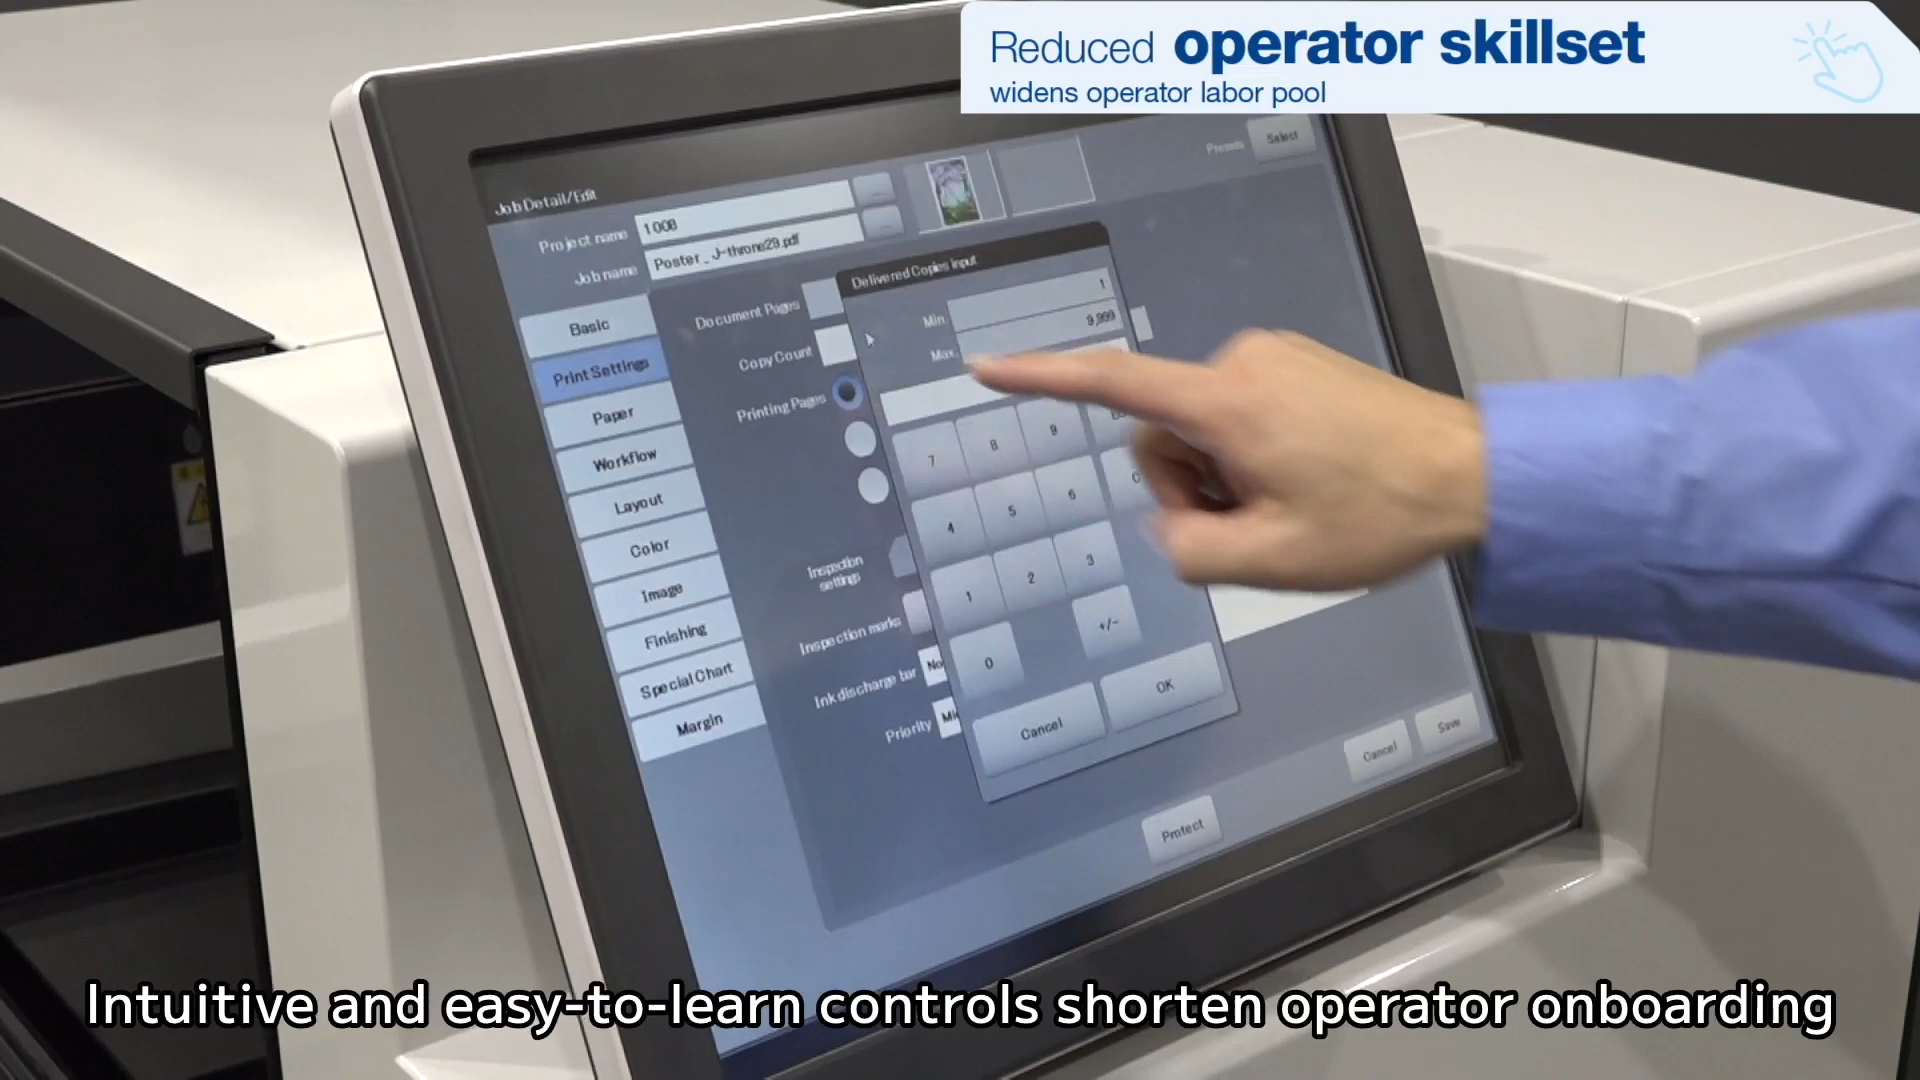 Reduced operator skillset
widens operator labor pool
Job Detail/Edit
Presets
Select
Project name
1008
Job name
Poster_J-throne29.pdf
Basic
Print Settings
Paper
Workflow
Layout
Color
Image
Finishing
Special Chart
Margin
Document Pages
Copy Count
Printing Pages
Inspection
settings
Inspection marks
Ink discharge bar
Priority
Delivered Copies input
Min.
1
Max.
9,999
7
8
9
4
5
6
C
1
2
3
0
+/-
Cancel
OK
Cancel
Save
Protect
Intuitive and easy-to-learn controls shorten operator onboarding